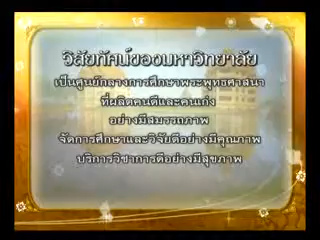 วิสัยทัศน์ของมหาวิทยาลัย
เป็นศูนย์กลางการศึกษาพระพุทธศาสนา
ที่ผลิตคนดีและคนเก่ง
อย่างมีสมรรถภาพ
จัดการศึกษาและวิจัยดีอย่างมีคุณภาพ
บริการวิชาการดีอย่างมีสุขภาพ